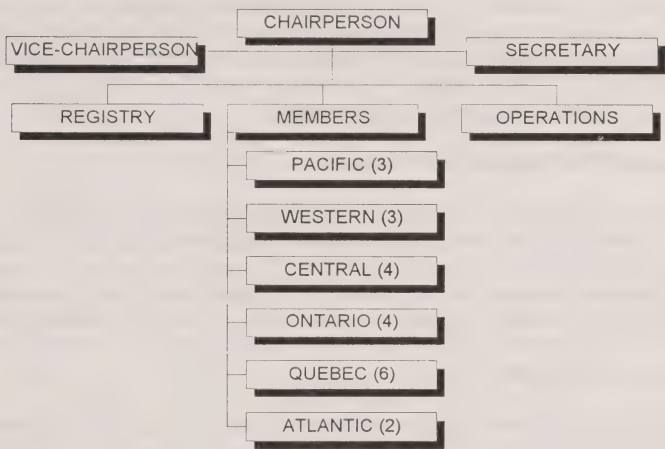 CHAIRPERSON
VICE-CHAIRPERSON
SECRETARY
REGISTRY
MEMBERS
OPERATIONS
PACIFIC (3)
WESTERN (3)
CENTRAL (4)
ONTARIO (4)
QUEBEC (6)
ATLANTIC (2)